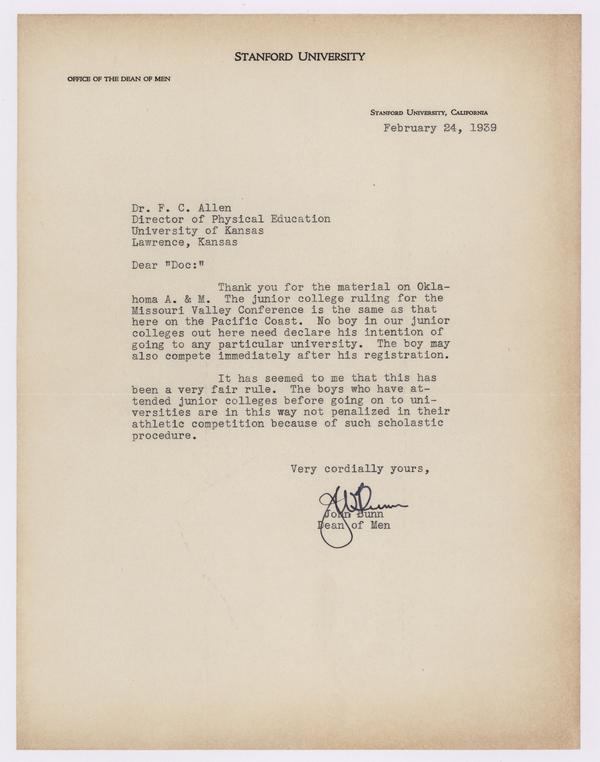 STANFORD UNIVERSITY
OFFICE OF THE DEAN OF MEN
STANFORD UNIVERSITY, CALIFORNIA
February 24, 1939
Dr. F. C. Allen
Director of Physical Education
University of Kansas
Lawrence, Kansas
Dear "Doc:"
Thank you for the material on Okla-
homa A. & M. The junior college ruling for the
Missouri Valley Conference is the same as that
here on the Pacific Coast. No boy in our junior
colleges out here need declare his intention of
going to any particular university. The boy may
also compete immediately after his registration.
It has seemed to me that this has
been a very fair rule. The boys who have at-
tended junior colleges before going on to uni-
versities are in this way not penalized in their
athletic competition because of such scholastic
procedure.
Very cordially yours,
John Bunn
Dean of Men